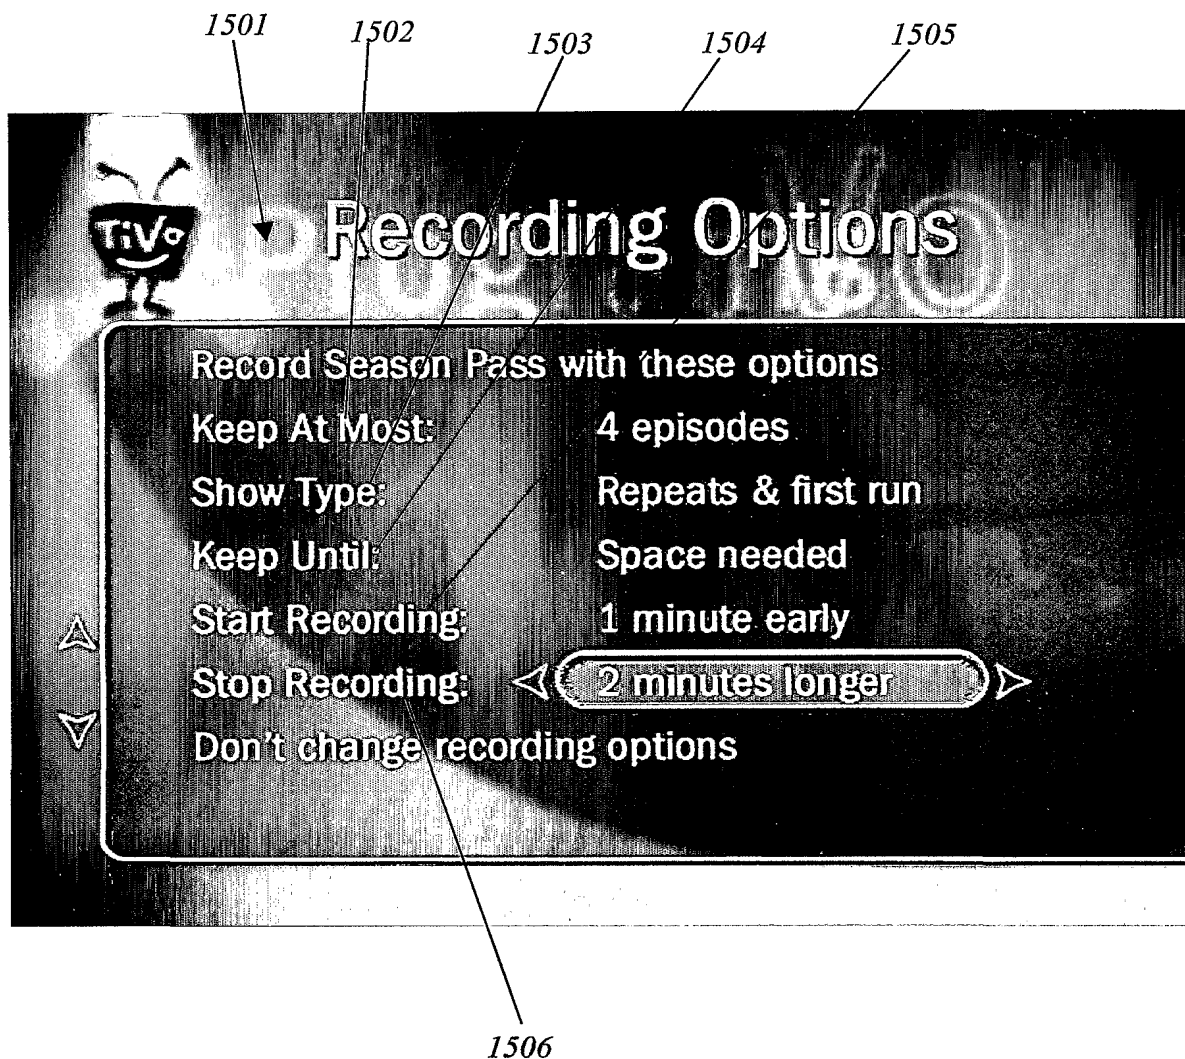 1501 1502 1503 1504 1505
TiVo
Recording Options
Record Season Pass with these options
Keep At Most: 4 episodes
Show Type: Repeats & first run
Keep Until: Space needed
Start Recording: 1 minute early
Stop Recording: 2 minutes longer
Don't change recording options
1506